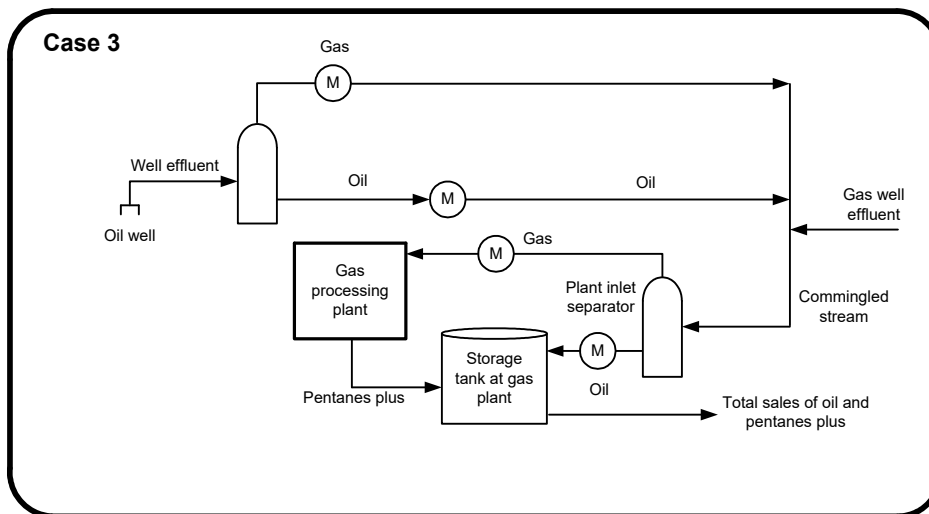 Case 3
Gas
M
Well effluent
Oil
M
Oil
Oil well
Gas well
effluent
Gas
M
Gas
processing
plant
Plant inlet
separator
Commingled
stream
M
Storage
tank at gas
plant
Oil
Pentanes plus
Total sales of oil and
pentanes plus